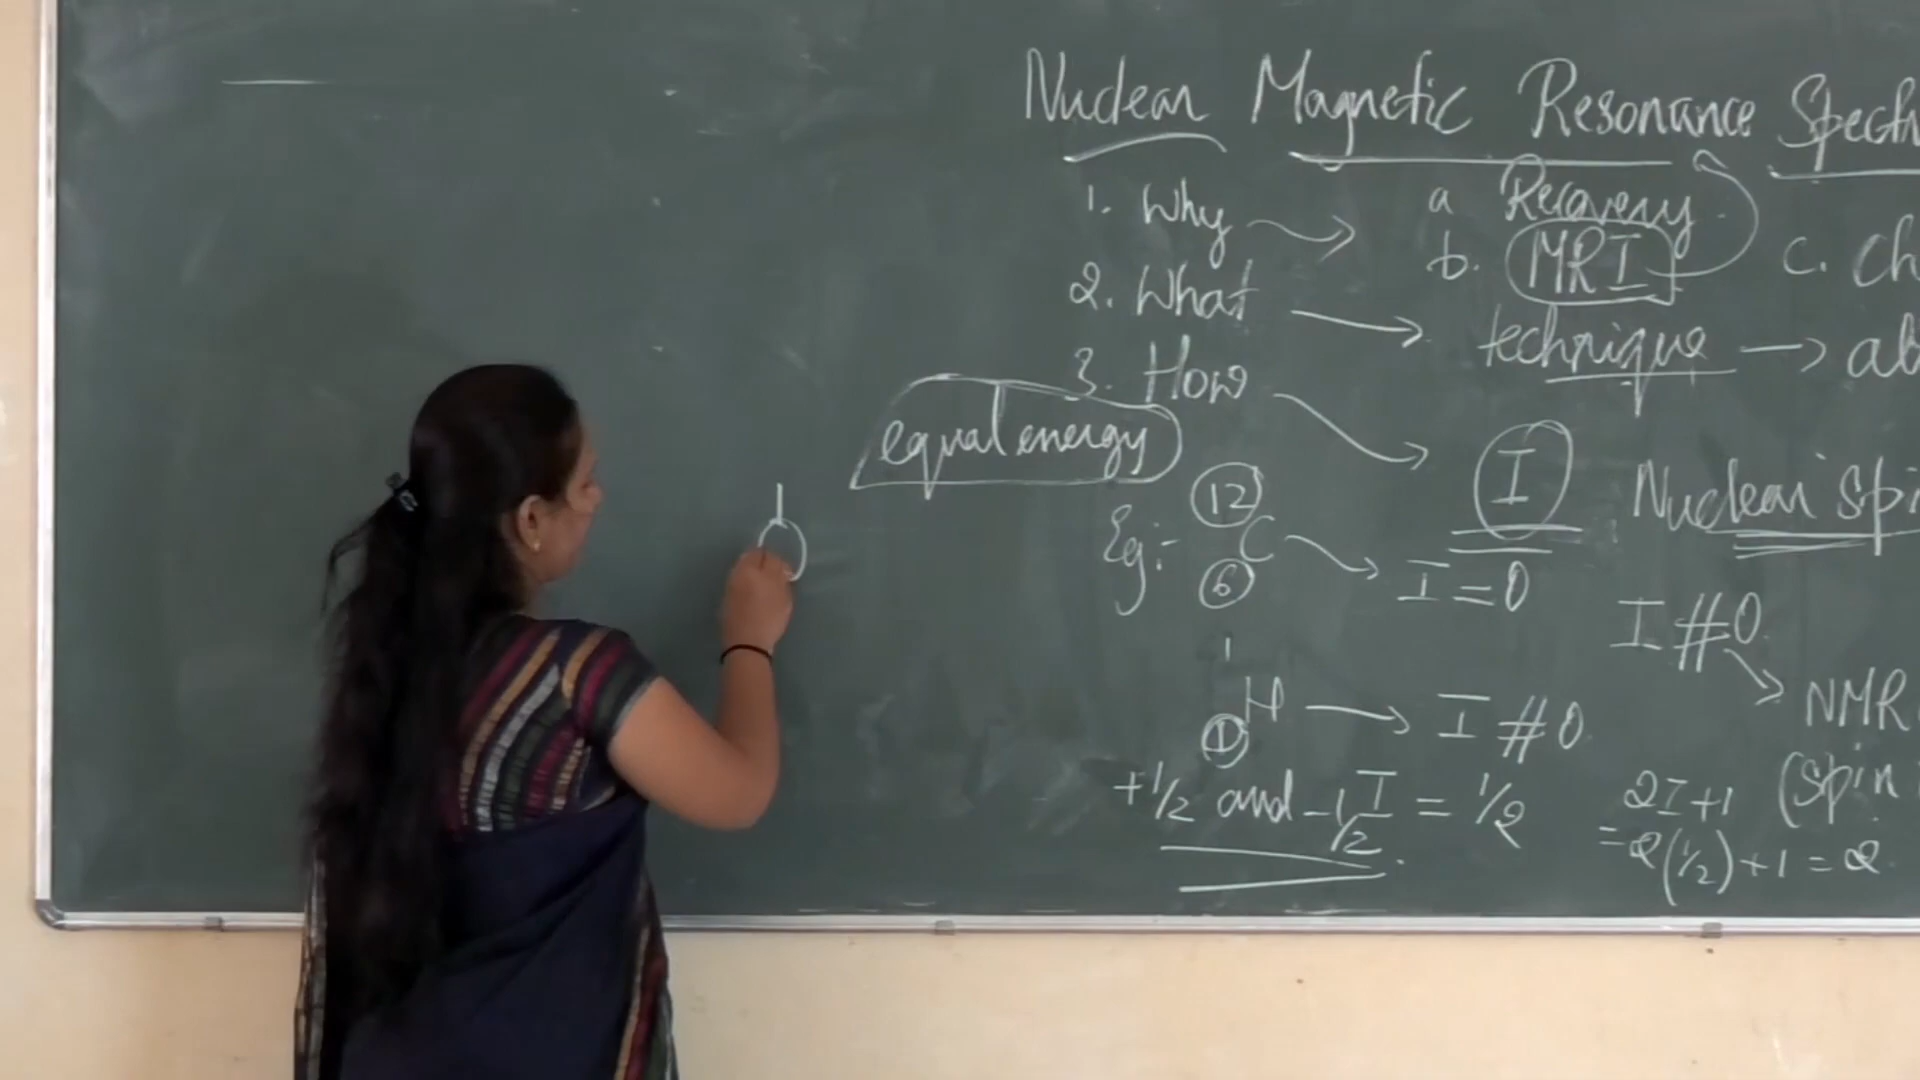 Nuclear Magnetic Resonance Spect
1. Why → a Recovery
b. MRI c. Ch
2. What → technique → ab
3. How → I Nuclear Spi
equal energy
Eg:- 12 C 6 → I = 0
I # 0 → NMR
1 H 1 → I # 0
(Spin
+1/2 and -1/2 I = 1/2
2I+1
= 2(1/2)+1 = 2